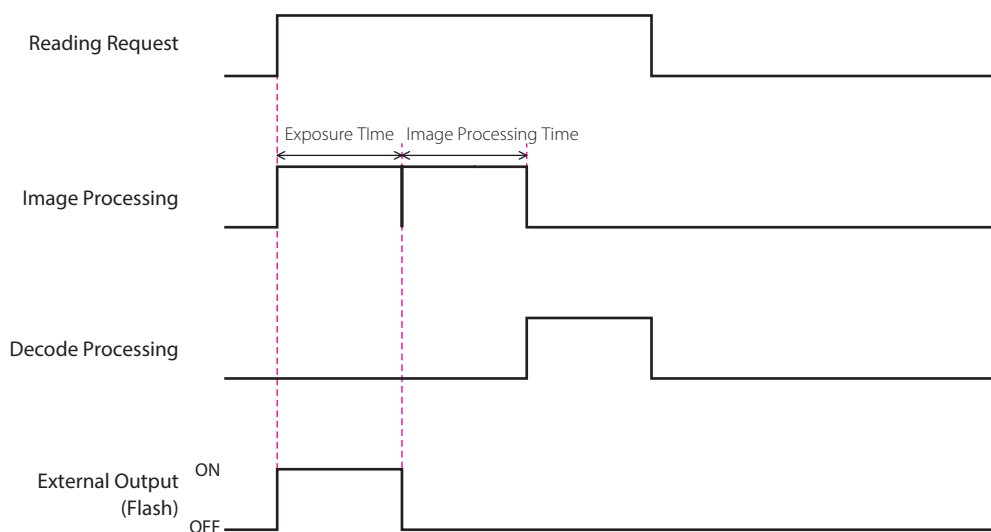 Reading Request
Exposure TIme Image Processing Time
Image Processing
Decode Processing
External Output
(Flash)
ON
OFF